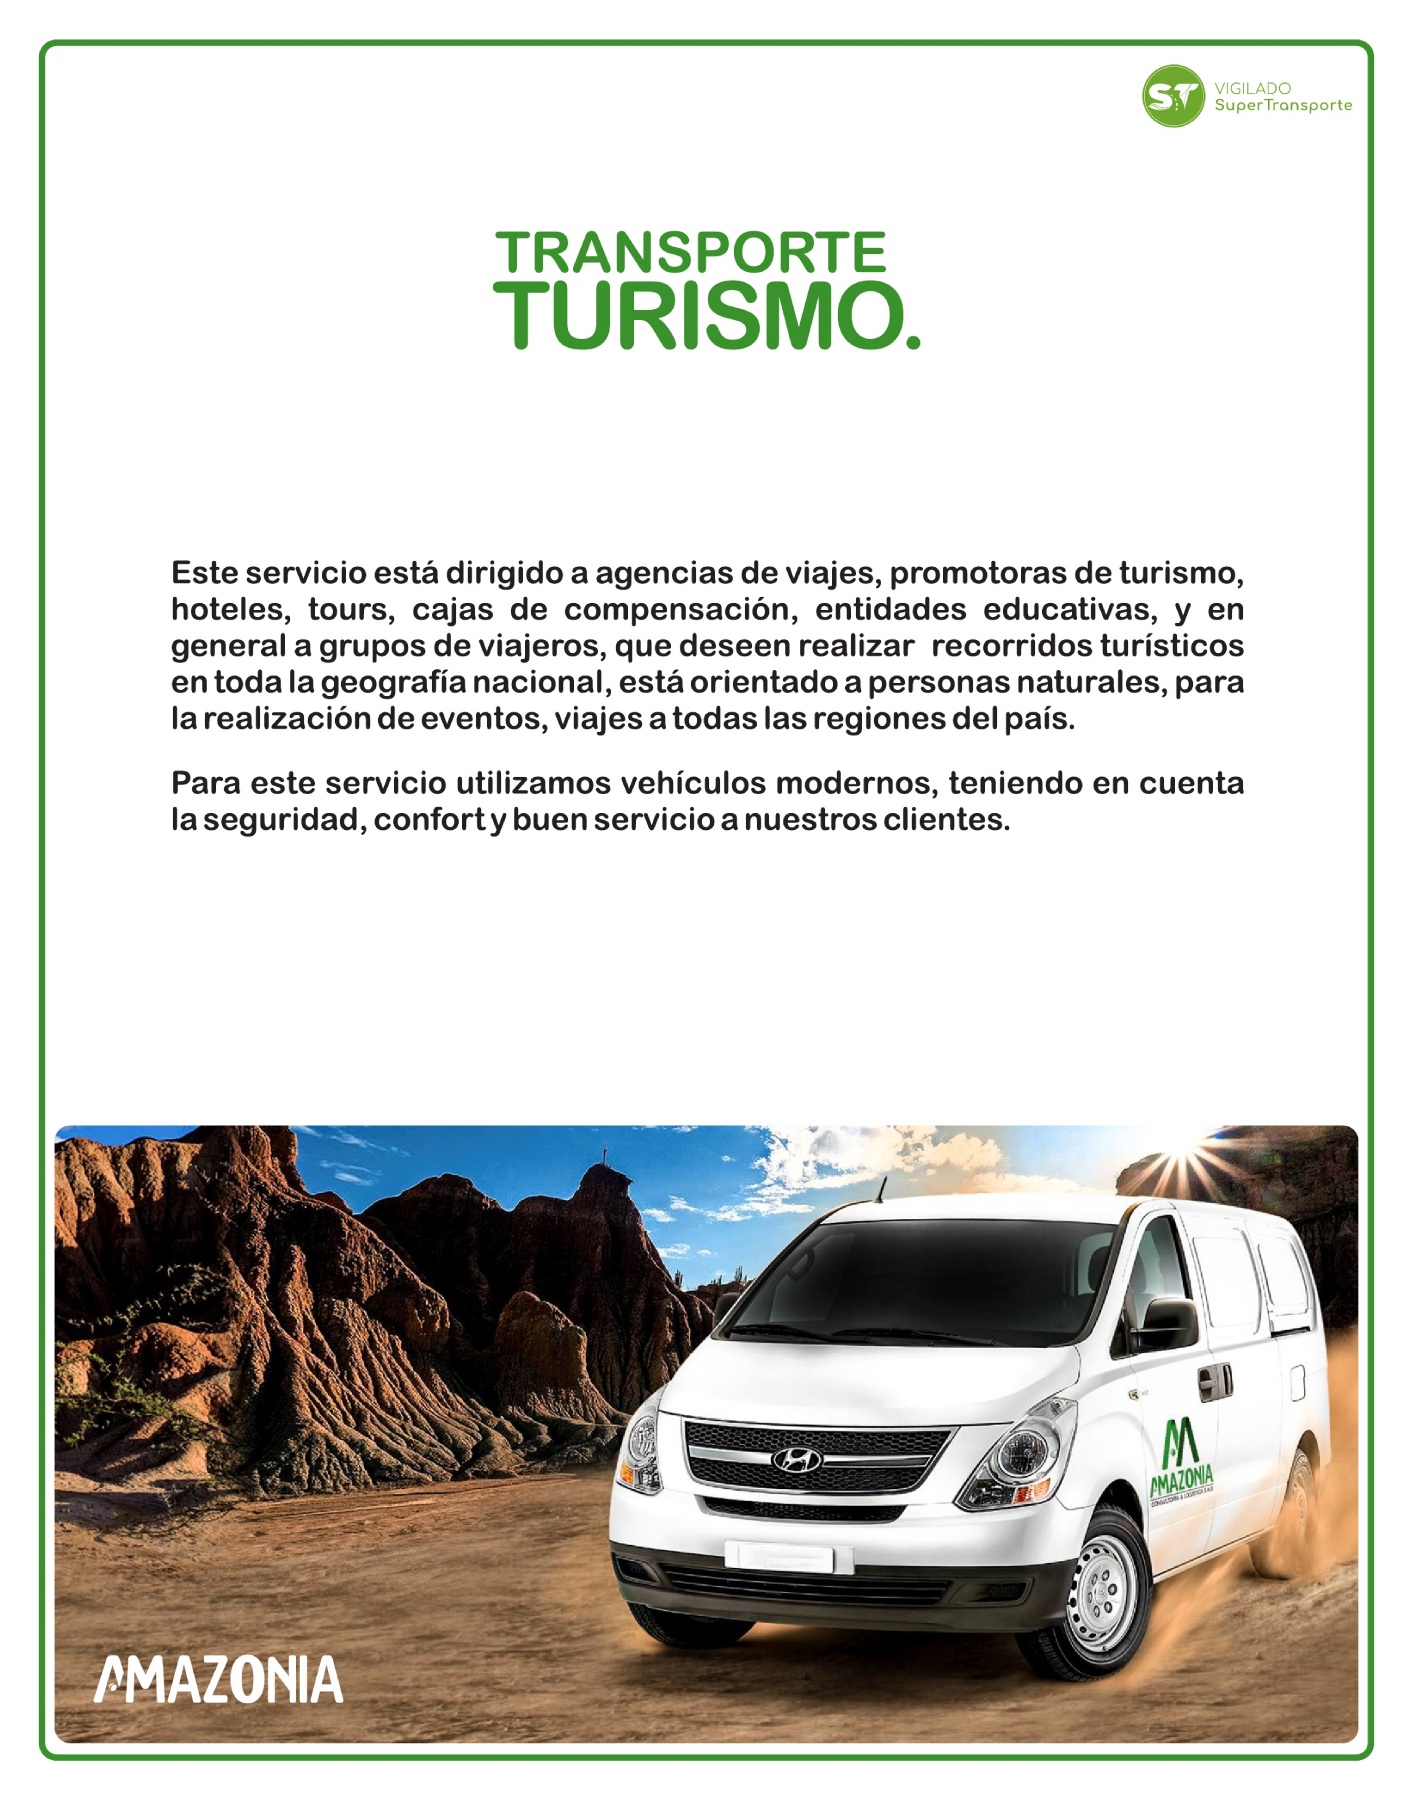 VIGILADO
SuperTransporte
TRANSPORTE
TURISMO.
Este servicio está dirigido a agencias de viajes, promotoras de turismo,
hoteles, tours, cajas de compensación, entidades educativas, y en
general a grupos de viajeros, que deseen realizar recorridos turísticos
en toda la geografía nacional, está orientado a personas naturales, para
la realización de eventos, viajes a todas las regiones del país.
Para este servicio utilizamos vehículos modernos, teniendo en cuenta
la seguridad, confort y buen servicio a nuestros clientes.
AMAZONIA
CONSULTORIA & LOGISTICA S.A.S
AMAZONIA